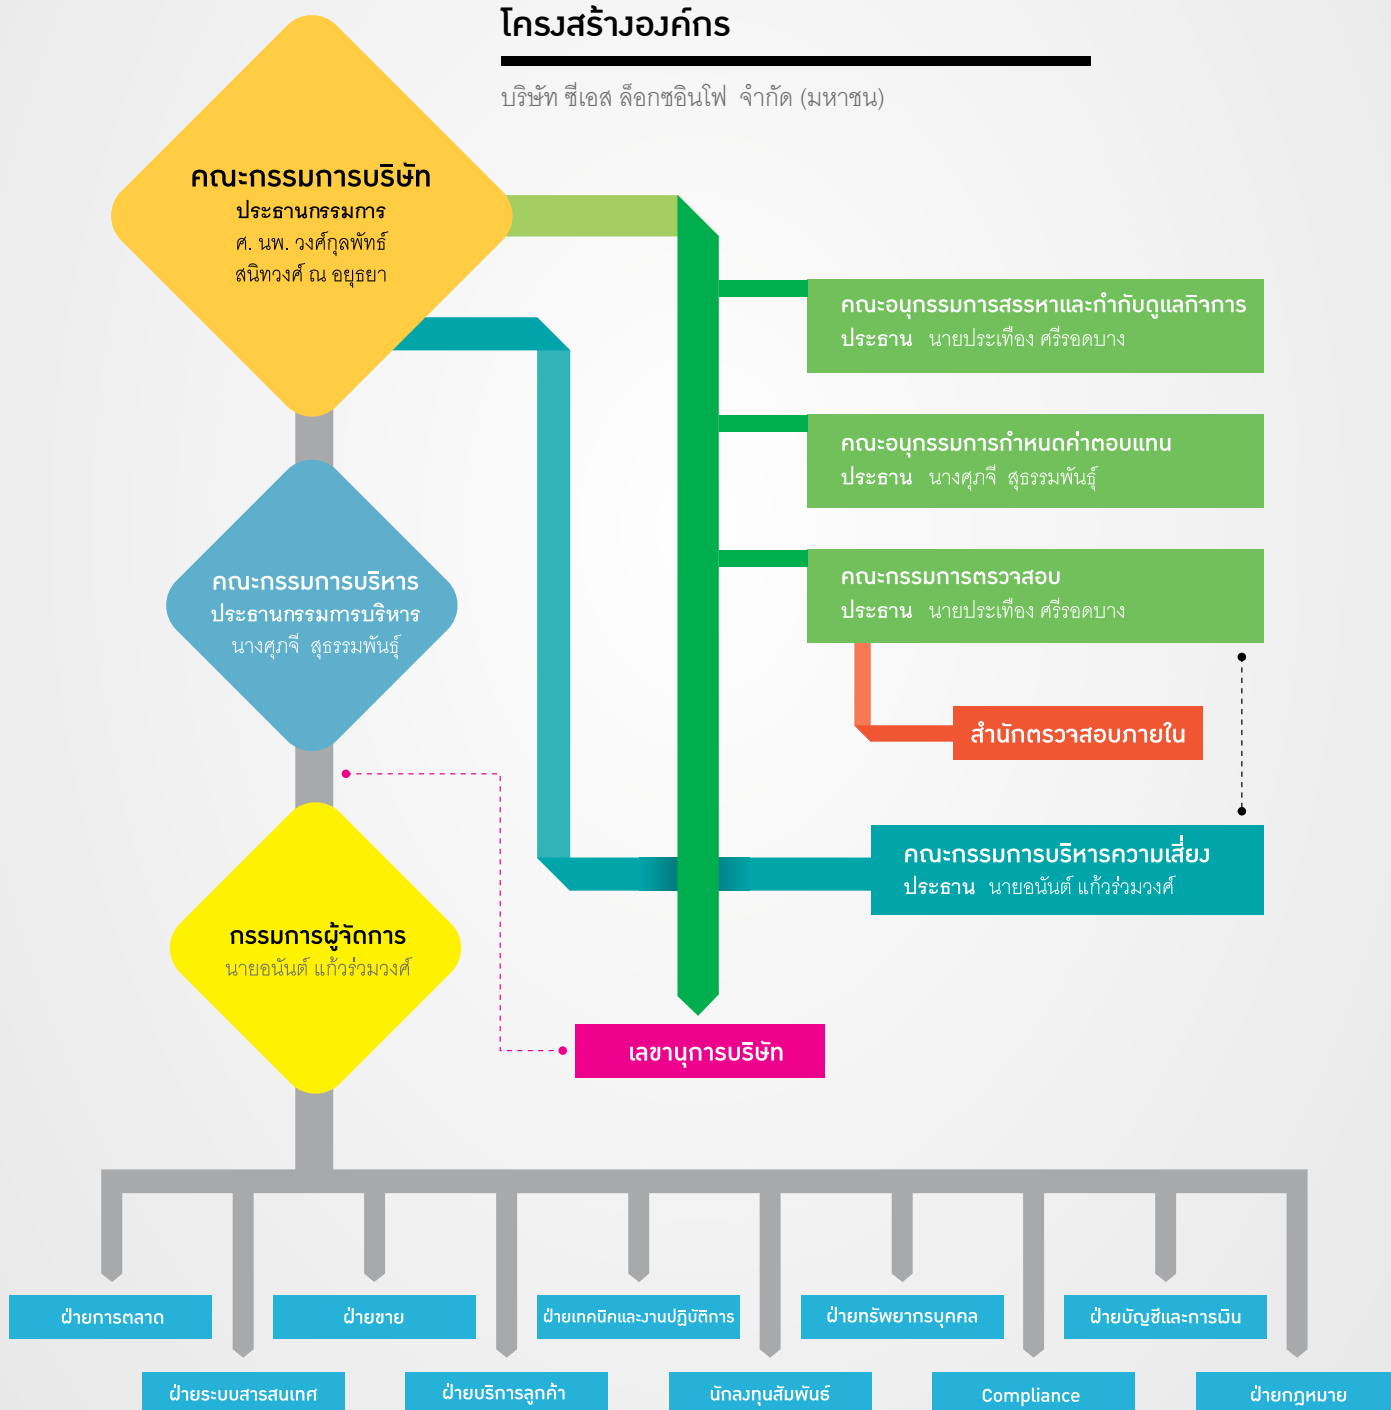 โครงสร้างองค์กร
บริษัท ซีเอส ล็อกซอินโฟ จำกัด (มหาชน)
คณะกรรมการบริษัท
ประธานกรรมการ
ศ. นพ. วงศ์กุลพัทธ์
สนิทวงศ์ ณ อยุธยา
คณะอนุกรรมการสรรหาและกำกับดูแลกิจการ
ประธาน นายประเทือง ศรีรอดบาง
คณะอนุกรรมการกำหนดค่าตอบแทน
ประธาน นางศุภจี สุธรรมพันธุ์
คณะกรรมการตรวจสอบ
ประธาน นายประเทือง ศรีรอดบาง
คณะกรรมการบริหาร
ประธานกรรมการบริหาร
นางศุภจี สุธรรมพันธุ์
สำนักตรวจสอบภายใน
คณะกรรมการบริหารความเสี่ยง
ประธาน นายอนันต์ แก้วร่วมวงศ์
กรรมการผู้จัดการ
นายอนันต์ แก้วร่วมวงศ์
เลขานุการบริษัท
ฝ่ายการตลาด
ฝ่ายขาย
ฝ่ายเทคนิคและงานปฏิบัติการ
ฝ่ายทรัพยากรบุคคล
ฝ่ายบัญชีและการเงิน
ฝ่ายระบบสารสนเทศ
ฝ่ายบริการลูกค้า
นักลงทุนสัมพันธ์
Compliance
ฝ่ายกฎหมาย